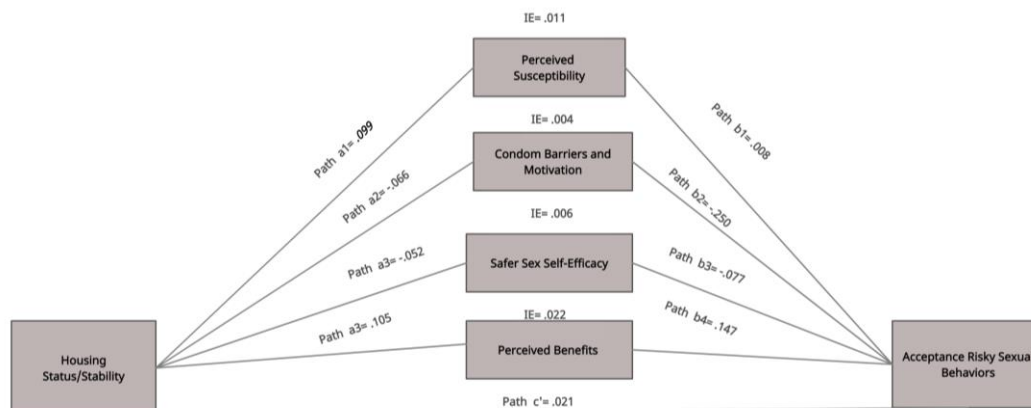 IE= .011
Perceived
Susceptibility
Path a1= .099
Path b1= .008
IE= .004
Condom Barriers and
Motivation
Path a2= -.066
Path b2= -.250
IE= .006
Safer Sex Self-Efficacy
Path a3= -.052
Path b3= -.077
IE= .022
Perceived Benefits
Path a3= .105
Path b4= .147
Housing
Status/Stability
Acceptance Risky Sexual
Behaviors
Path c'= .021